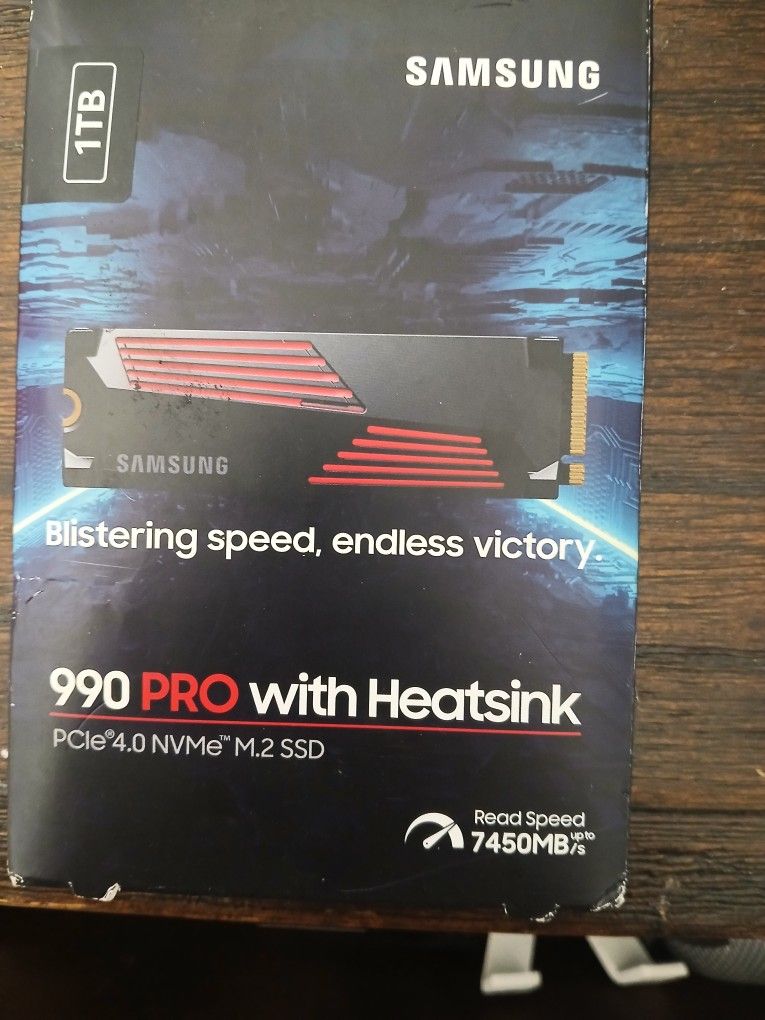 1TB
SAMSUNG
SAMSUNG
Blistering speed, endless victory.
990 PRO with Heatsink
PCIe®4.0 NVMe™ M.2 SSD
Read Speed
7450MB/s up to